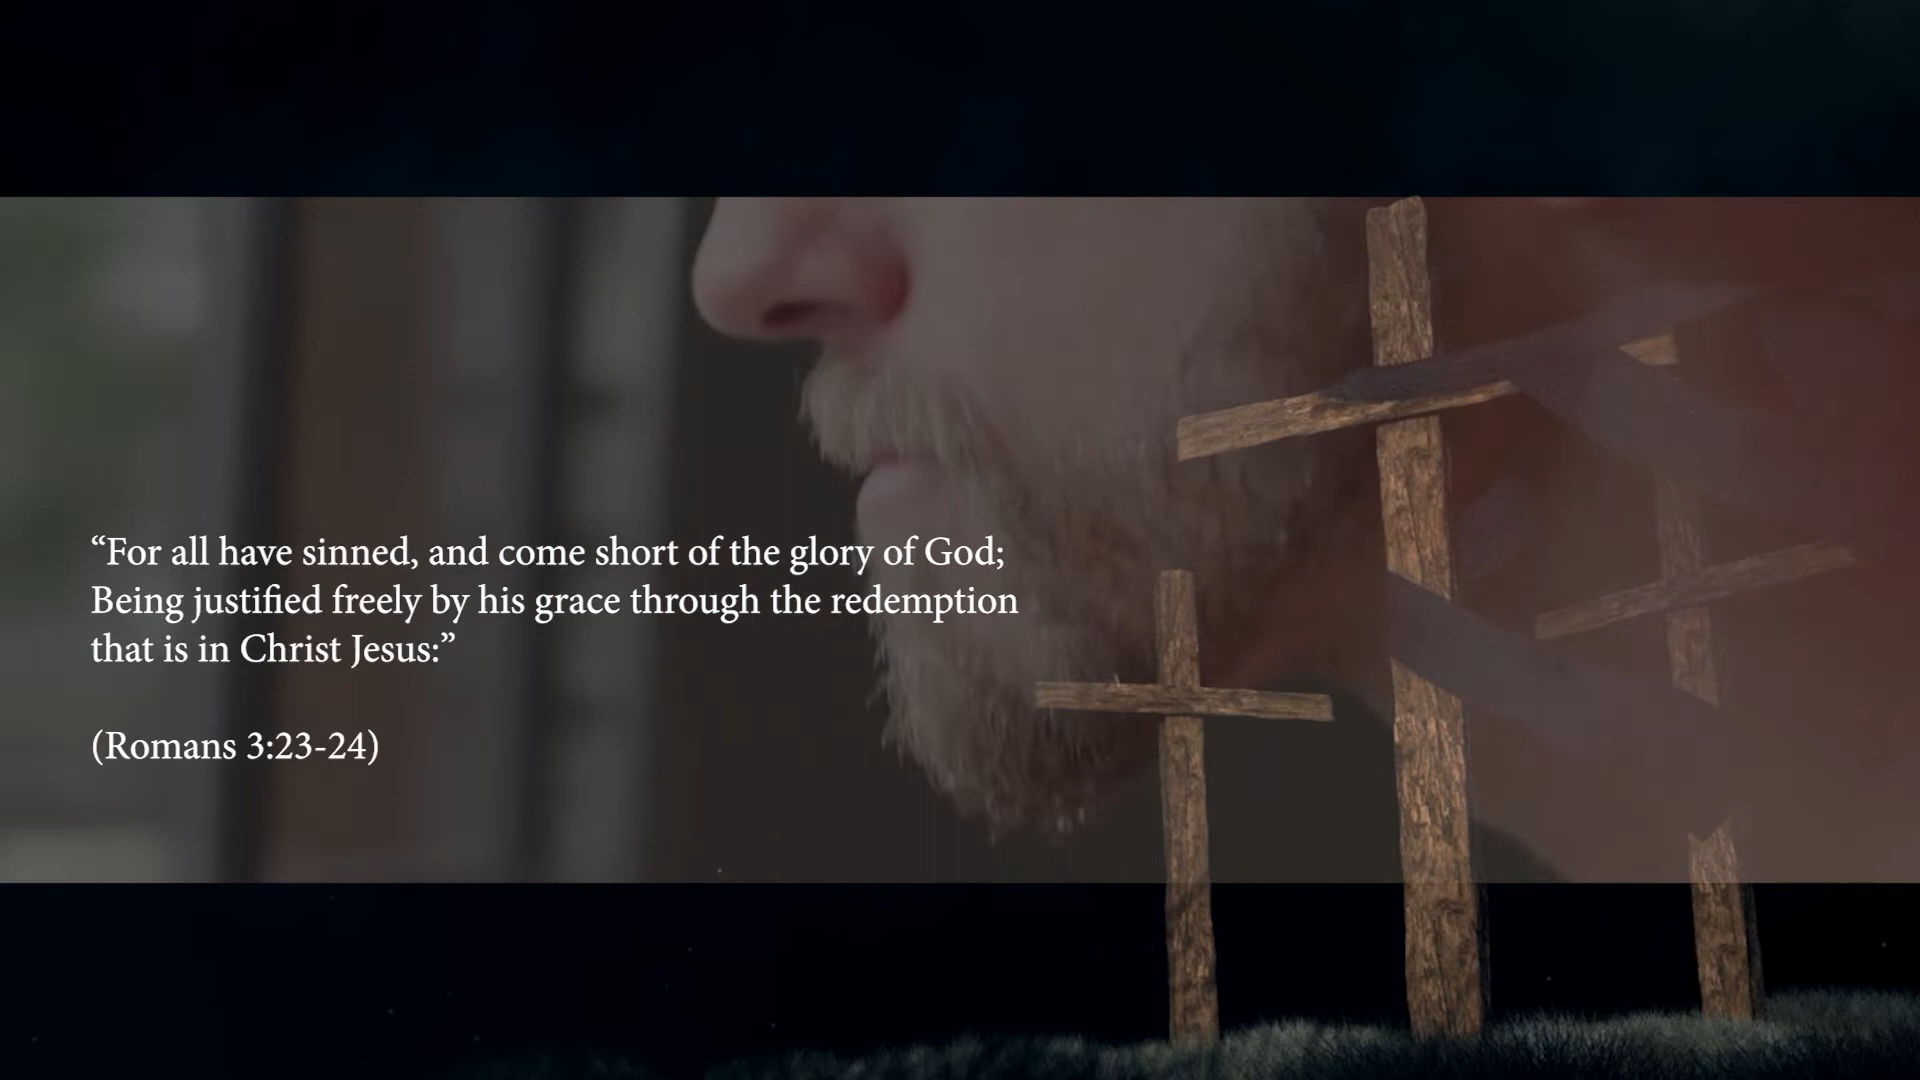 “For all have sinned, and come short of the glory of God;
Being justified freely by his grace through the redemption
that is in Christ Jesus:”
(Romans 3:23-24)